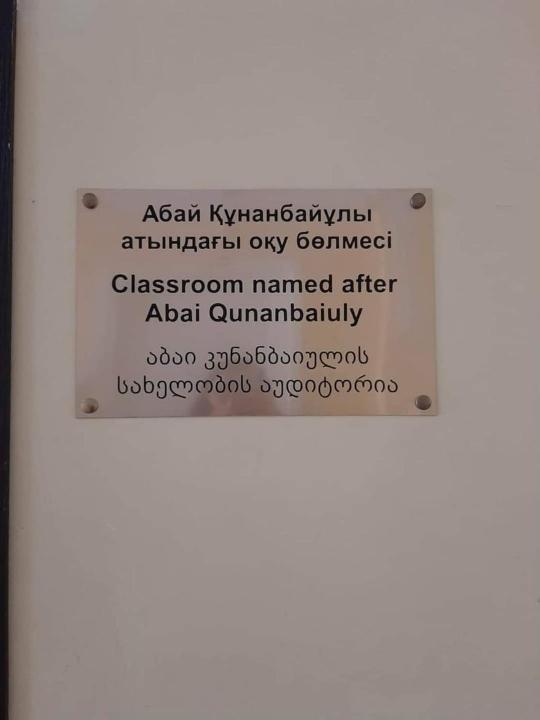 Абай Құнанбайұлы
атындағы оқу бөлмесі
Classroom named after
Abai Qunanbaiuly
აბაი კუნანბაიულის
სახელობის აუდიტორია